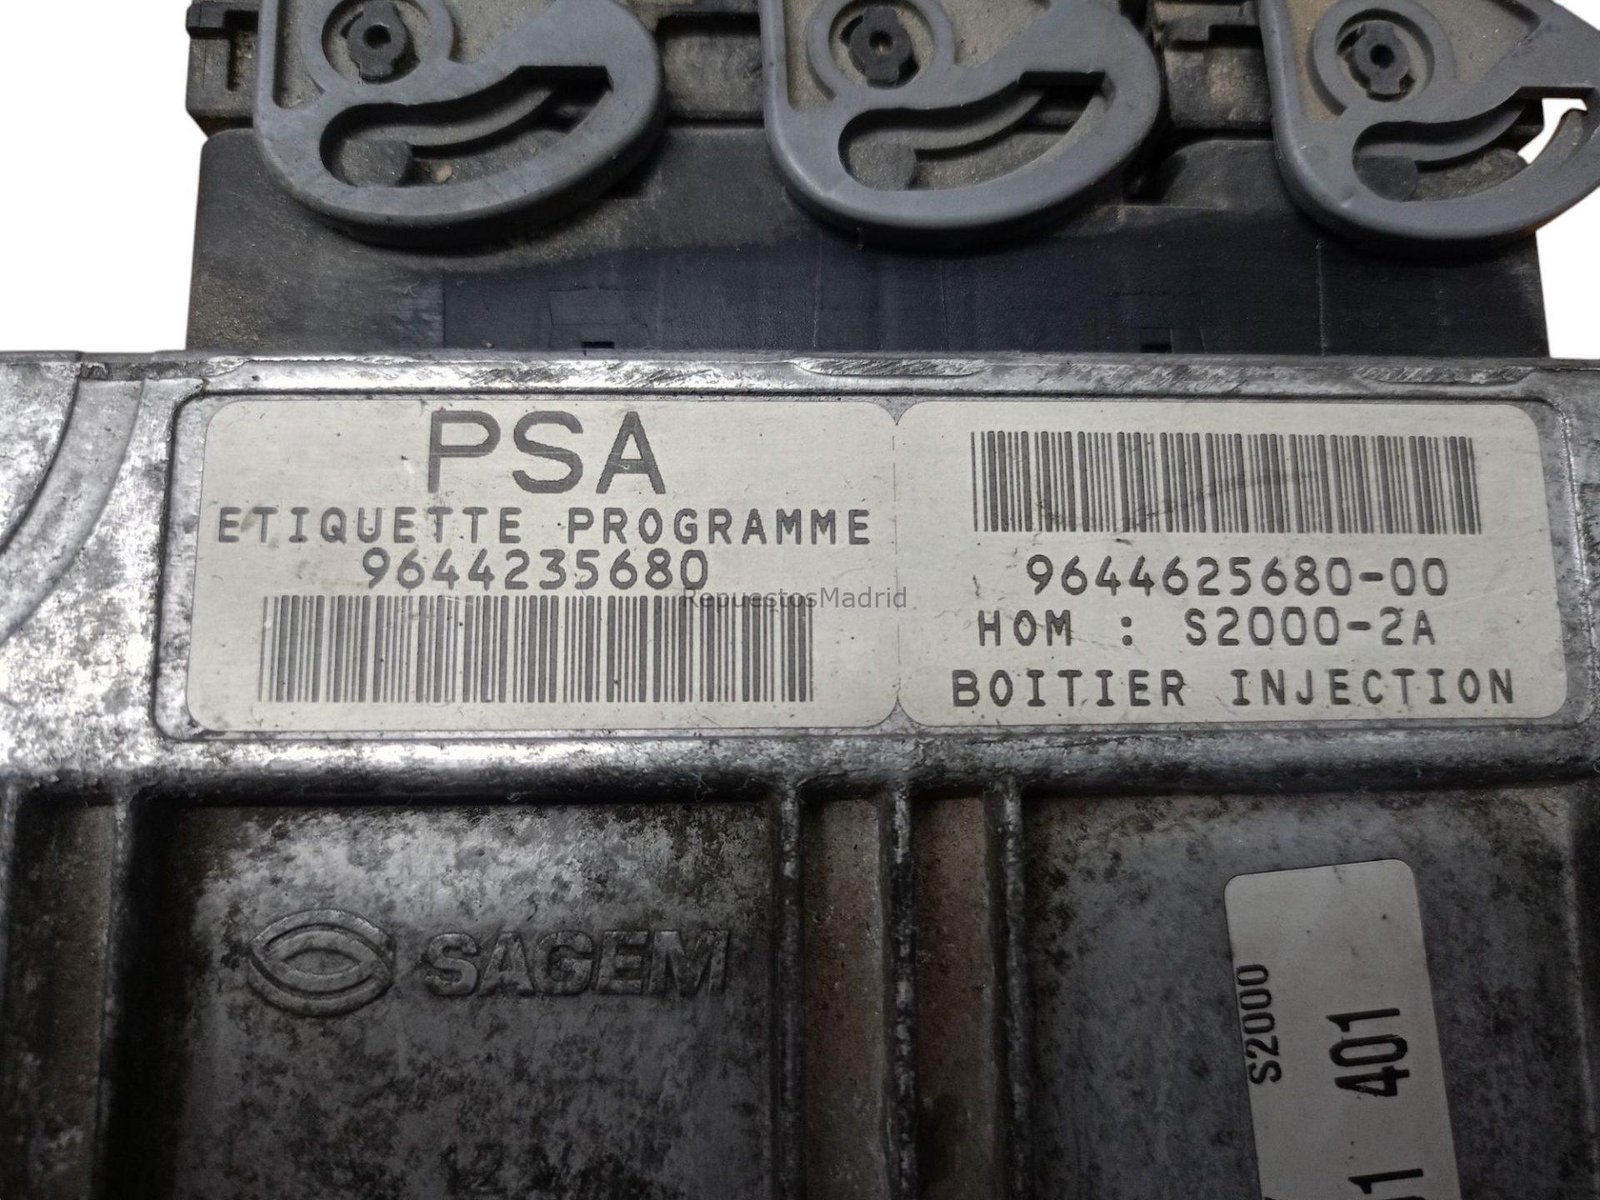 PSA
ETIQUETTE PROGRAMME
9644235680
9644625680-00
HOM : S2000-2A
BOITIER INJECTION
RepuestosMadrid
SAGEM
S2000
401